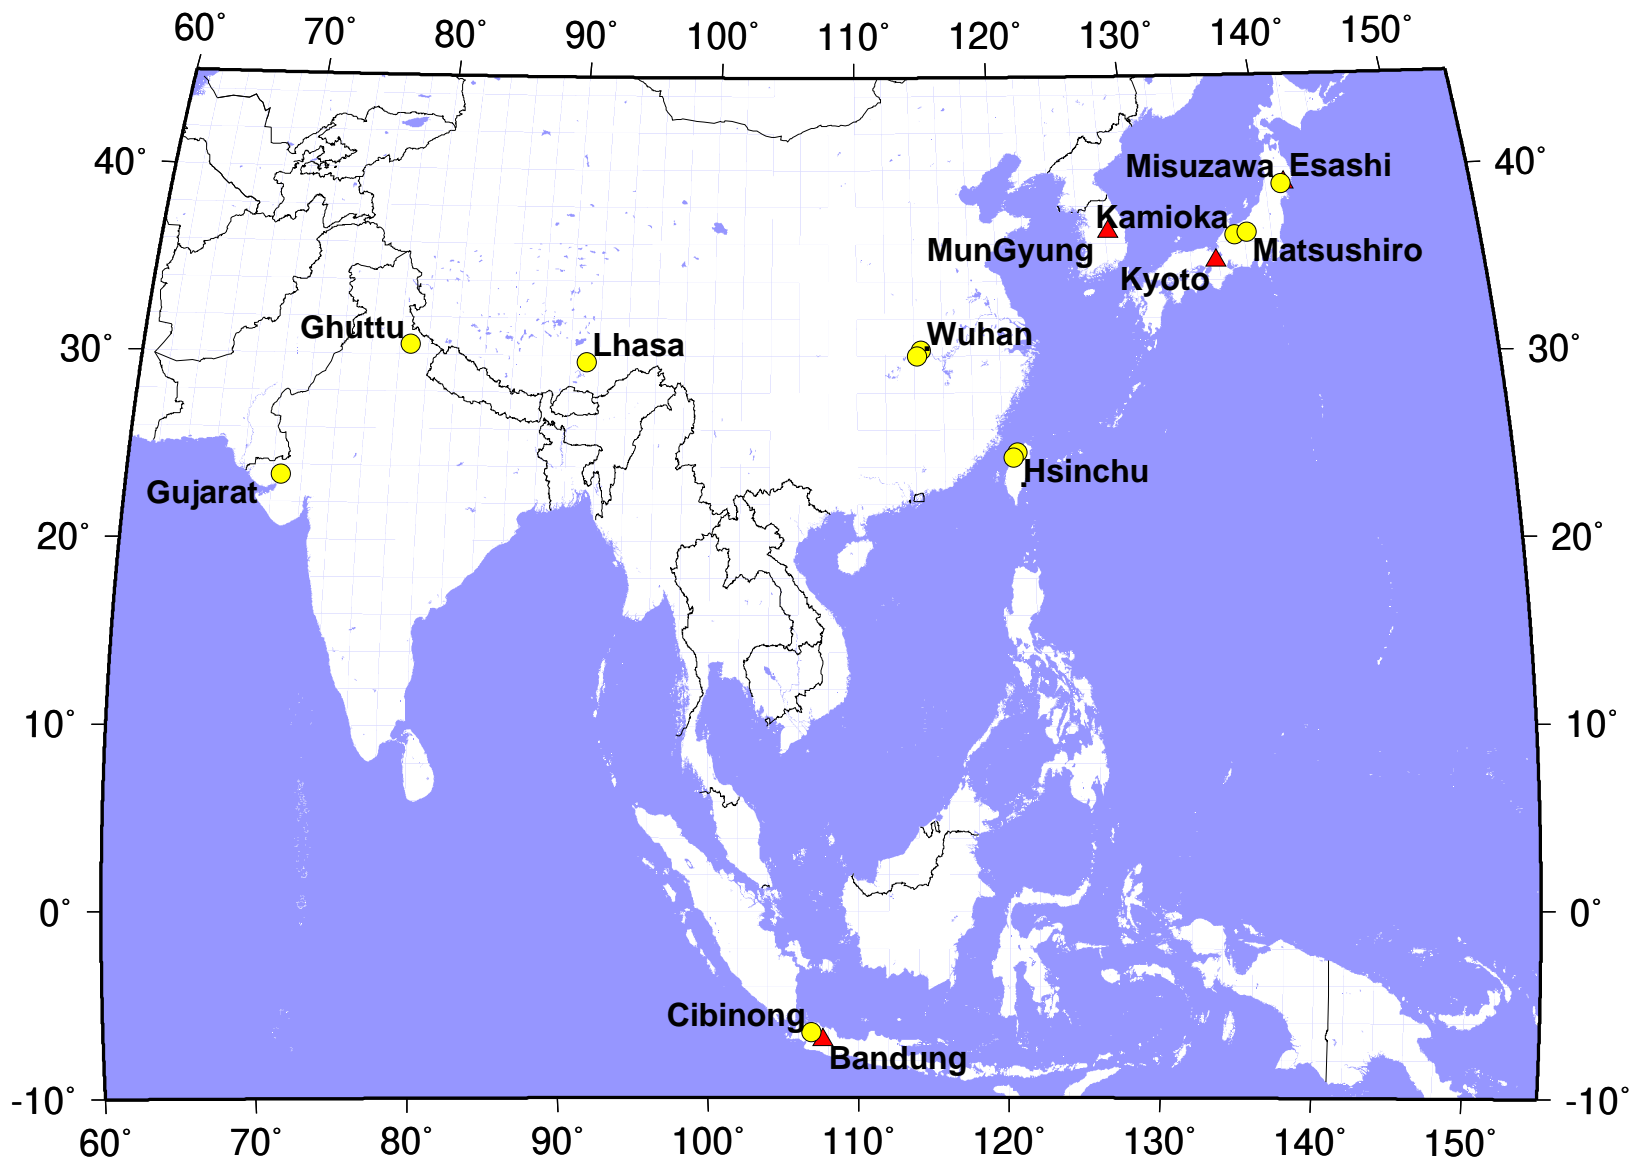 60° 70° 80° 90° 100° 110° 120° 130° 140° 150°
40° 40°
Misuzawa Esashi
Kamioka
MunGyung Matsushiro
Kyoto
Ghuttu
Wuhan
Lhasa
30° 30°
Hsinchu
Gujarat
20° 20°
10° 10°
0° 0°
Cibinong
Bandung
-10° -10°
60° 70° 80° 90° 100° 110° 120° 130° 140° 150°